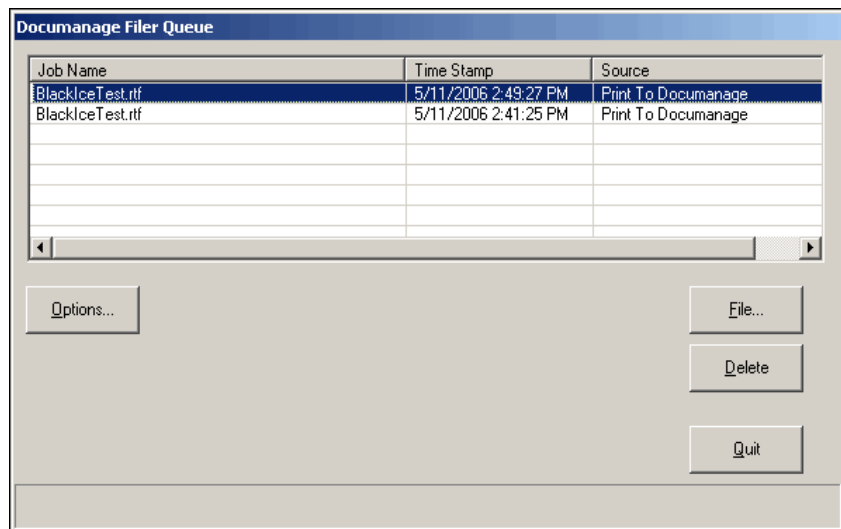 Documanage Filer Queue
Job Name Time Stamp Source
BlackIceTest.rtf 5/11/2006 2:49:27 PM Print To Documanage
BlackIceTest.rtf 5/11/2006 2:41:25 PM Print To Documanage
Options... File...
Delete
Quit